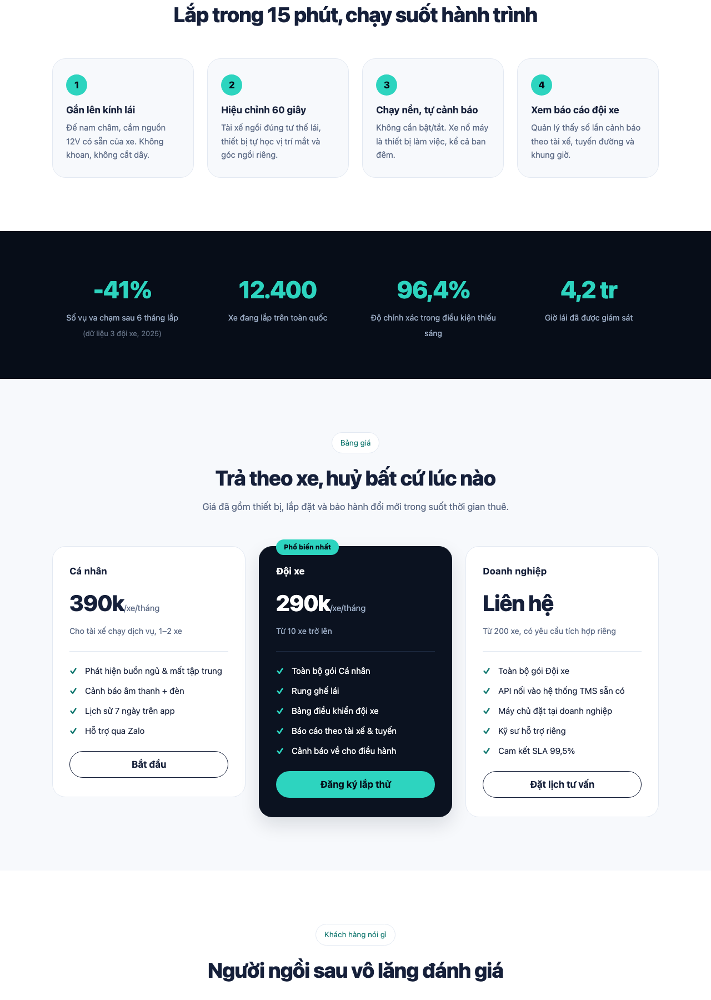 Lắp trong 15 phút, chạy suốt hành trình
1
Gắn lên kính lái
Đế nam châm, cắm nguồn
12V có sẵn của xe. Không
khoan, không cắt dây.
2
Hiệu chỉnh 60 giây
Tài xế ngồi đúng tư thế lái,
thiết bị tự học vị trí mắt và
góc ngồi riêng.
3
Chạy nền, tự cảnh báo
Không cần bật/tắt. Xe nổ máy
là thiết bị làm việc, kể cả ban
đêm.
4
Xem báo cáo đội xe
Quản lý thấy số lần cảnh báo
theo tài xế, tuyến đường và
khung giờ.
-41%
Số vụ va chạm sau 6 tháng lắp
(dữ liệu 3 đội xe, 2025)
12.400
Xe đang lắp trên toàn quốc
96,4%
Độ chính xác trong điều kiện thiếu
sáng
4,2 tr
Giờ lái đã được giám sát
Bảng giá
Trả theo xe, huỷ bất cứ lúc nào
Giá đã gồm thiết bị, lắp đặt và bảo hành đổi mới trong suốt thời gian thuê.
Cá nhân
390k/xe/tháng
Cho tài xế chạy dịch vụ, 1–2 xe
Phát hiện buồn ngủ & mất tập trung
Cảnh báo âm thanh + đèn
Lịch sử 7 ngày trên app
Hỗ trợ qua Zalo
Bắt đầu
Phổ biến nhất
Đội xe
290k/xe/tháng
Từ 10 xe trở lên
Toàn bộ gói Cá nhân
Rung ghế lái
Bảng điều khiển đội xe
Báo cáo theo tài xế & tuyến
Cảnh báo về cho điều hành
Đăng ký lắp thử
Doanh nghiệp
Liên hệ
Từ 200 xe, có yêu cầu tích hợp riêng
Toàn bộ gói Đội xe
API nối vào hệ thống TMS sẵn có
Máy chủ đặt tại doanh nghiệp
Kỹ sư hỗ trợ riêng
Cam kết SLA 99,5%
Đặt lịch tư vấn
Khách hàng nói gì
Người ngồi sau vô lăng đánh giá